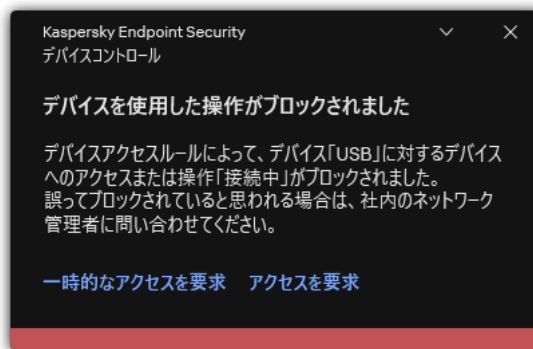 Kaspersky Endpoint Security
デバイスコントロール
デバイスを使用した操作がブロックされました
デバイスアクセスルールによって、デバイス「USB」に対するデバイス
へのアクセスまたは操作「接続中」がブロックされました。
誤ってブロックされていると思われる場合は、社内のネットワーク
管理者に問い合わせてください。
一時的なアクセスを要求 アクセスを要求